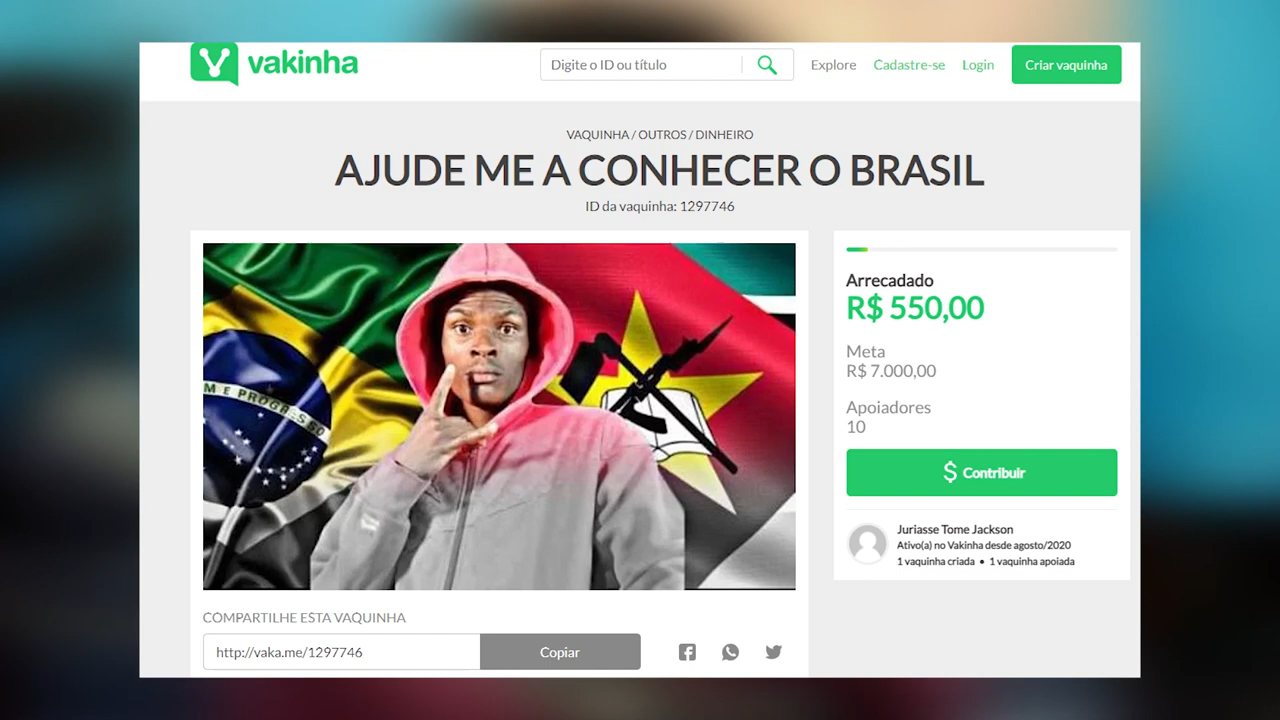 vakinha
Digite o ID ou título
Explore
Cadastre-se
Login
Criar vaquinha
VAQUINHA / OUTROS / DINHEIRO
AJUDE ME A CONHECER O BRASIL
ID da vaquinha: 1297746
M E PROGRESSO
Arrecadado
R$ 550,00
Meta
R$ 7.000,00
Apoiadores
10
$ Contribuir
Juriasse Tome Jackson
Ativo(a) no Vakinha desde agosto/2020
1 vaquinha criada • 1 vaquinha apoiada
COMPARTILHE ESTA VAQUINHA
http://vaka.me/1297746
Copiar